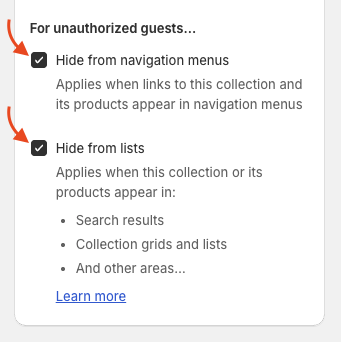 For unauthorized guests...
Hide from navigation menus
Applies when links to this collection and
its products appear in navigation menus
Hide from lists
Applies when this collection or its
products appear in:
• Search results
• Collection grids and lists
• And other areas...
Learn more